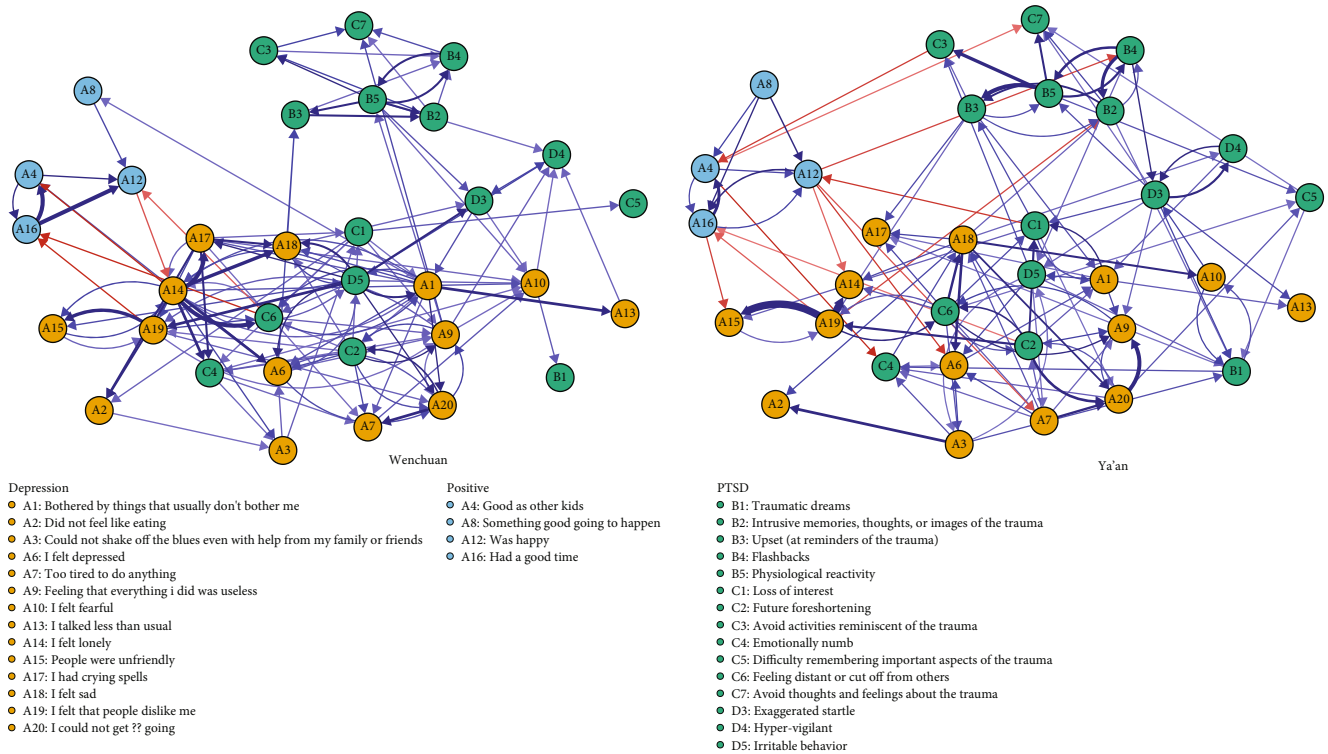 C7
C3
B4
B5
B3
B2
A8
D4
A4
A12
D3
C5
A16
A17
A18
C1
D5
A14
A1
A10
A13
C6
A15
A19
A9
C2
C4
A6
B1
A2
A20
A7
A3
Wenchuan
C7
C3
B4
A8
B5
B3
B2
D4
A4
A12
D3
C5
A16
A17
A18
C1
D5
A14
A1
A10
A13
C6
A15
A19
A9
C2
C4
A6
B1
A2
A20
A7
A3
Ya'an
Depression
A1: Bothered by things that usually don't bother me
A2: Did not feel like eating
A3: Could not shake off the blues even with help from my family or friends
A6: I felt depressed
A7: Too tired to do anything
A9: Feeling that everything i did was useless
A10: I felt fearful
A13: I talked less than usual
A14: I felt lonely
A15: People were unfriendly
A17: I had crying spells
A18: I felt sad
A19: I felt that people dislike me
A20: I could not get ?? going
Positive
A4: Good as other kids
A8: Something good going to happen
A12: Was happy
A16: Had a good time
PTSD
B1: Traumatic dreams
B2: Intrusive memories, thoughts, or images of the trauma
B3: Upset (at reminders of the trauma)
B4: Flashbacks
B5: Physiological reactivity
C1: Loss of interest
C2: Future foreshortening
C3: Avoid activities reminiscent of the trauma
C4: Emotionally numb
C5: Difficulty remembering important aspects of the trauma
C6: Feeling distant or cut off from others
C7: Avoid thoughts and feelings about the trauma
D3: Exaggerated startle
D4: Hyper-vigilant
D5: Irritable behavior